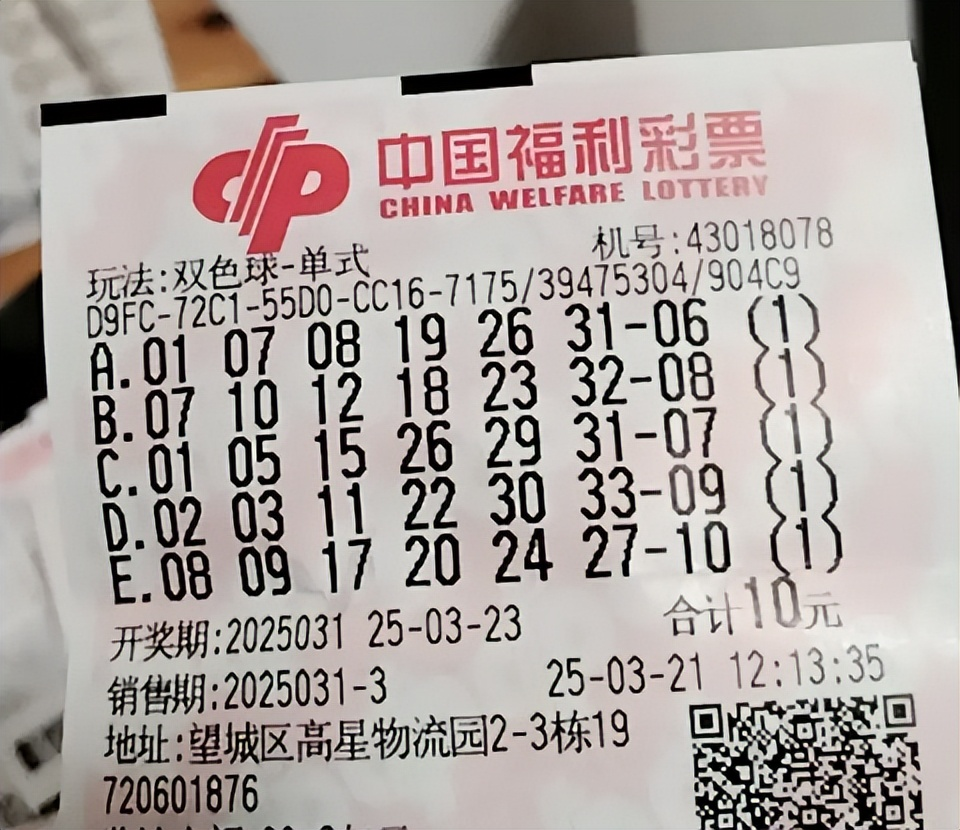 中国福利彩票
CHINA WELFARE LOTTERY
机号:43018078
玩法:双色球-单式
D9FC-72C1-55D0-CC16-7175/39475304/904C9
A.01 07 08 19 26 31-06 (1)
B.07 10 12 18 23 32-08 (1)
C.01 05 15 26 29 31-07 (1)
D.02 03 11 22 30 33-09 (1)
E.08 09 17 20 24 27-10 (1)
合计10元
开奖期:2025031 25-03-23
销售期:2025031-3 25-03-21 12:13:35
地址:望城区高星物流园2-3栋19
720601876